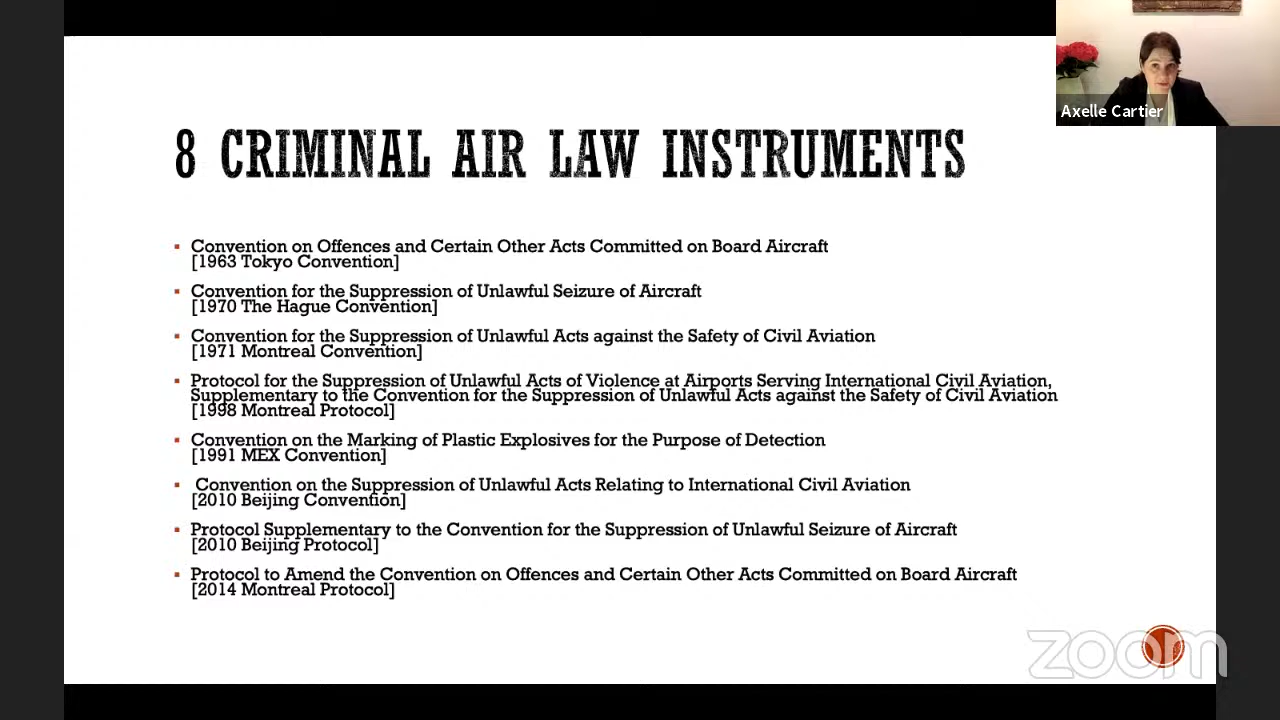 Axelle Cartier
8 CRIMINAL AIR LAW INSTRUMENTS
▪ Convention on Offences and Certain Other Acts Committed on Board Aircraft
[1963 Tokyo Convention]
▪ Convention for the Suppression of Unlawful Seizure of Aircraft
[1970 The Hague Convention]
▪ Convention for the Suppression of Unlawful Acts against the Safety of Civil Aviation
[1971 Montreal Convention]
▪ Protocol for the Suppression of Unlawful Acts of Violence at Airports Serving International Civil Aviation,
Supplementary to the Convention for the Suppression of Unlawful Acts against the Safety of Civil Aviation
[1998 Montreal Protocol]
▪ Convention on the Marking of Plastic Explosives for the Purpose of Detection
[1991 MEX Convention]
▪ Convention on the Suppression of Unlawful Acts Relating to International Civil Aviation
[2010 Beijing Convention]
▪ Protocol Supplementary to the Convention for the Suppression of Unlawful Seizure of Aircraft
[2010 Beijing Protocol]
▪ Protocol to Amend the Convention on Offences and Certain Other Acts Committed on Board Aircraft
[2014 Montreal Protocol]
zoom